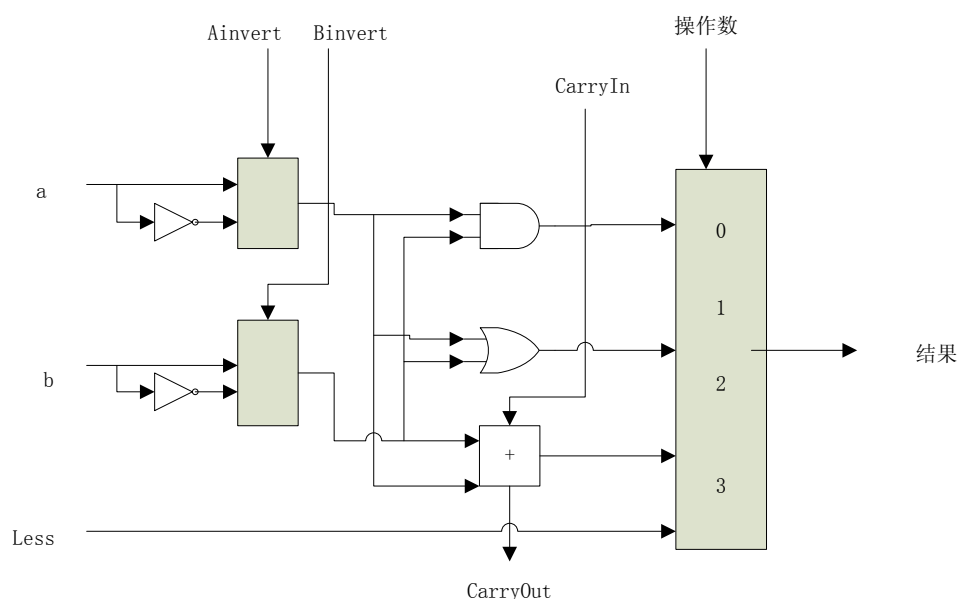 操作数
Ainvert
Binvert
CarryIn
a
0
1
结果
b
2
+
3
Less
CarryOut